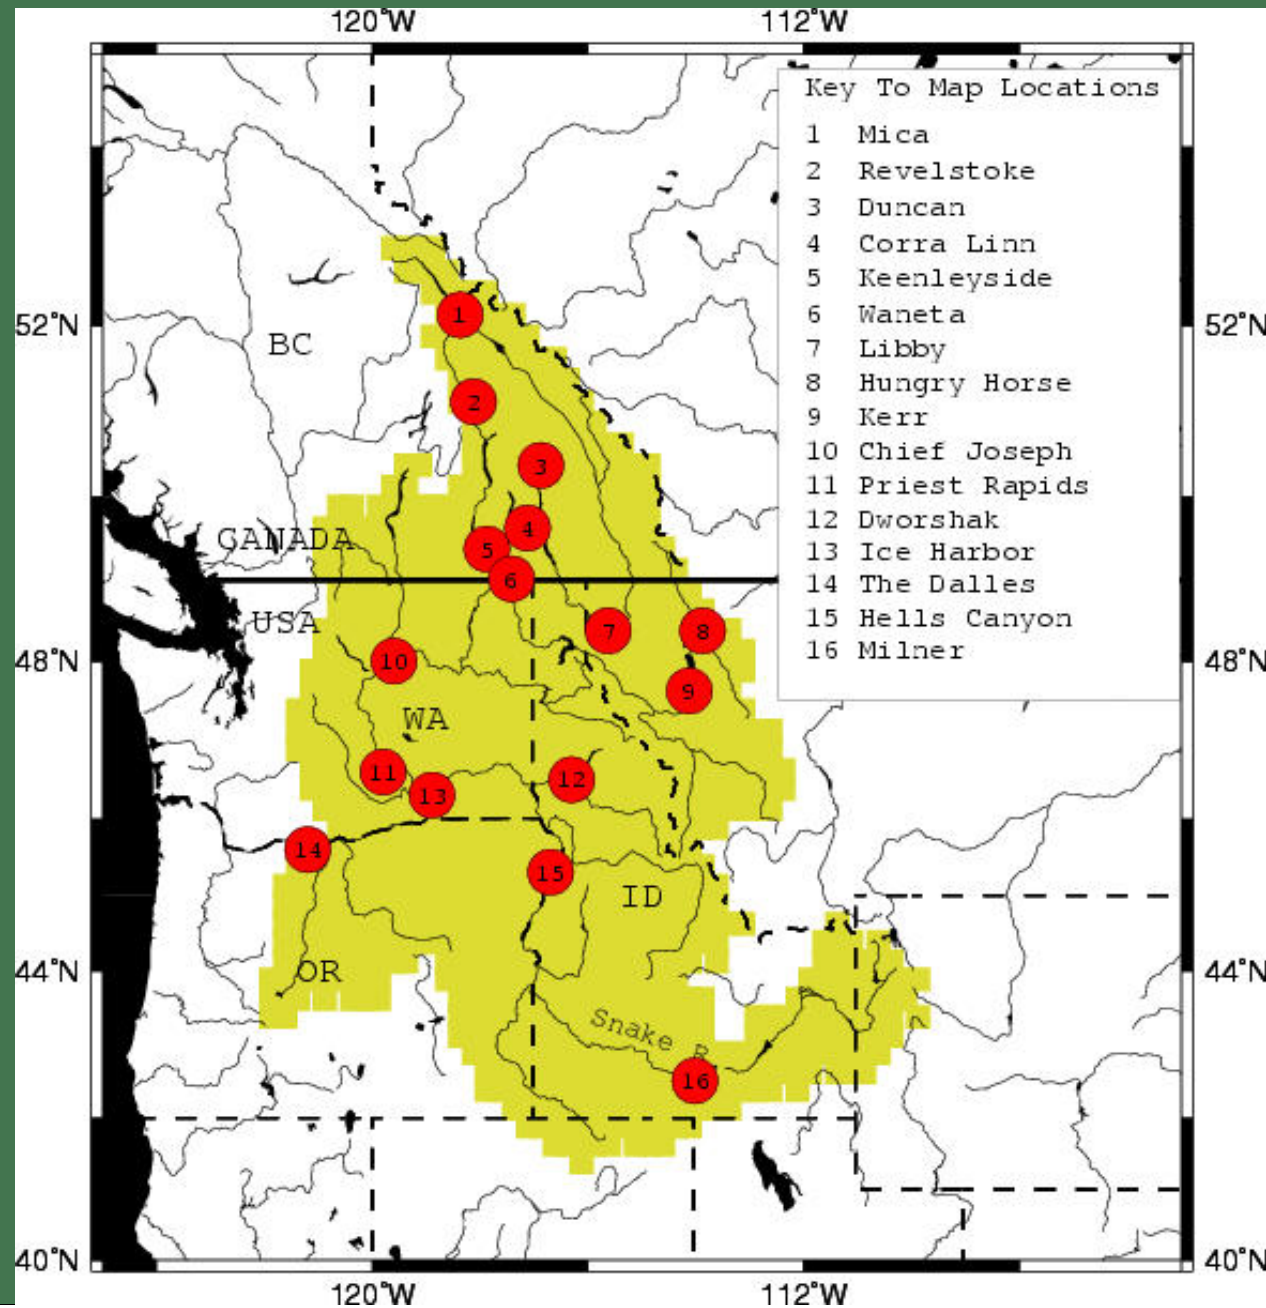 120°W 112°W
Key To Map Locations
1 Mica
2 Revelstoke
3 Duncan
4 Corra Linn
5 Keenleyside
6 Waneta
7 Libby
8 Hungry Horse
9 Kerr
10 Chief Joseph
11 Priest Rapids
12 Dworshak
13 Ice Harbor
14 The Dalles
15 Hells Canyon
16 Milner
1
52°N 52°N
BC
2
3
4
CANADA
5
6
USA
7 8
48°N 10 48°N
9
WA
11 12
13
14
15
ID
44°N OR 44°N
Snake R
16
40°N 40°N
120°W 112°W